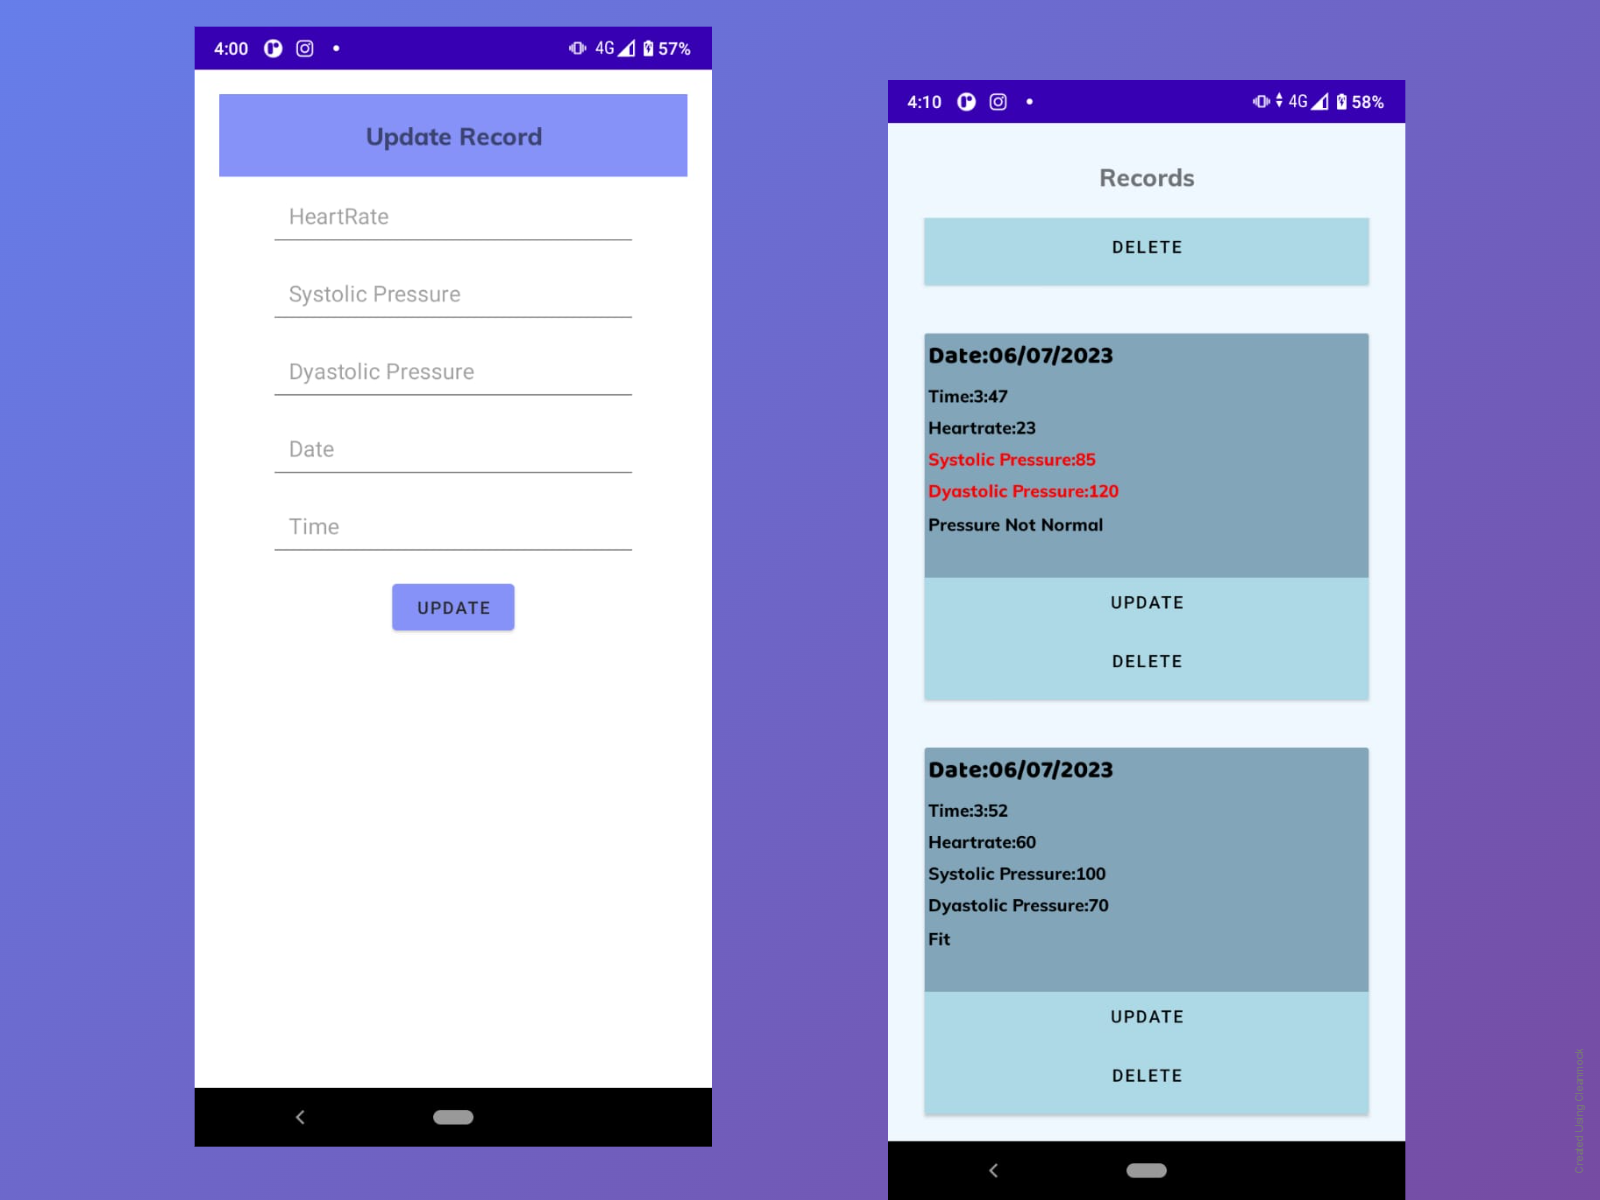 4:00
4G 57%
Update Record
HeartRate
Systolic Pressure
Dyastolic Pressure
Date
Time
UPDATE
4:10
4G 58%
Records
DELETE
Date:06/07/2023
Time:3:47
Heartrate:23
Systolic Pressure:85
Dyastolic Pressure:120
Pressure Not Normal
UPDATE
DELETE
Date:06/07/2023
Time:3:52
Heartrate:60
Systolic Pressure:100
Dyastolic Pressure:70
Fit
UPDATE
DELETE
Created Using Cleanmock